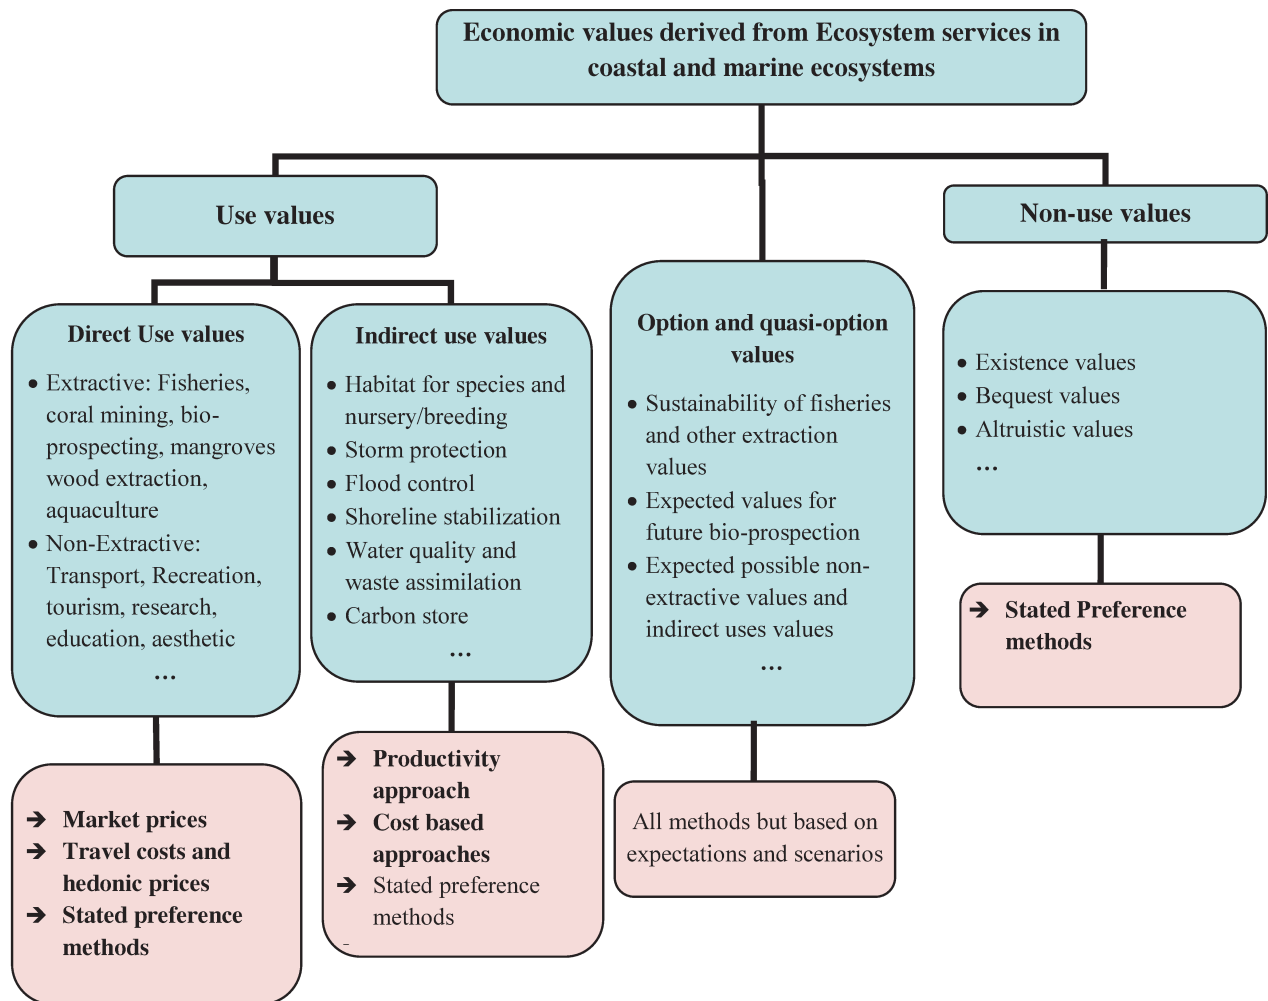 Economic values derived from Ecosystem services in
coastal and marine ecosystems
Use values
Non-use values
Direct Use values
• Extractive: Fisheries,
coral mining, bio-
prospecting, mangroves
wood extraction,
aquaculture
• Non-Extractive:
Transport, Recreation,
tourism, research,
education, aesthetic
...
Indirect use values
• Habitat for species and
nursery/breeding
• Storm protection
• Flood control
• Shoreline stabilization
• Water quality and
waste assimilation
• Carbon store
...
Option and quasi-option
values
• Sustainability of fisheries
and other extraction
values
• Expected values for
future bio-prospection
• Expected possible non-
extractive values and
indirect uses values
...
• Existence values
• Bequest values
• Altruistic values
...
➔ Market prices
➔ Travel costs and
hedonic prices
➔ Stated preference
methods
➔ Productivity
approach
➔ Cost based
approaches
➔ Stated preference
methods
All methods but based on
expectations and scenarios
➔ Stated Preference
methods